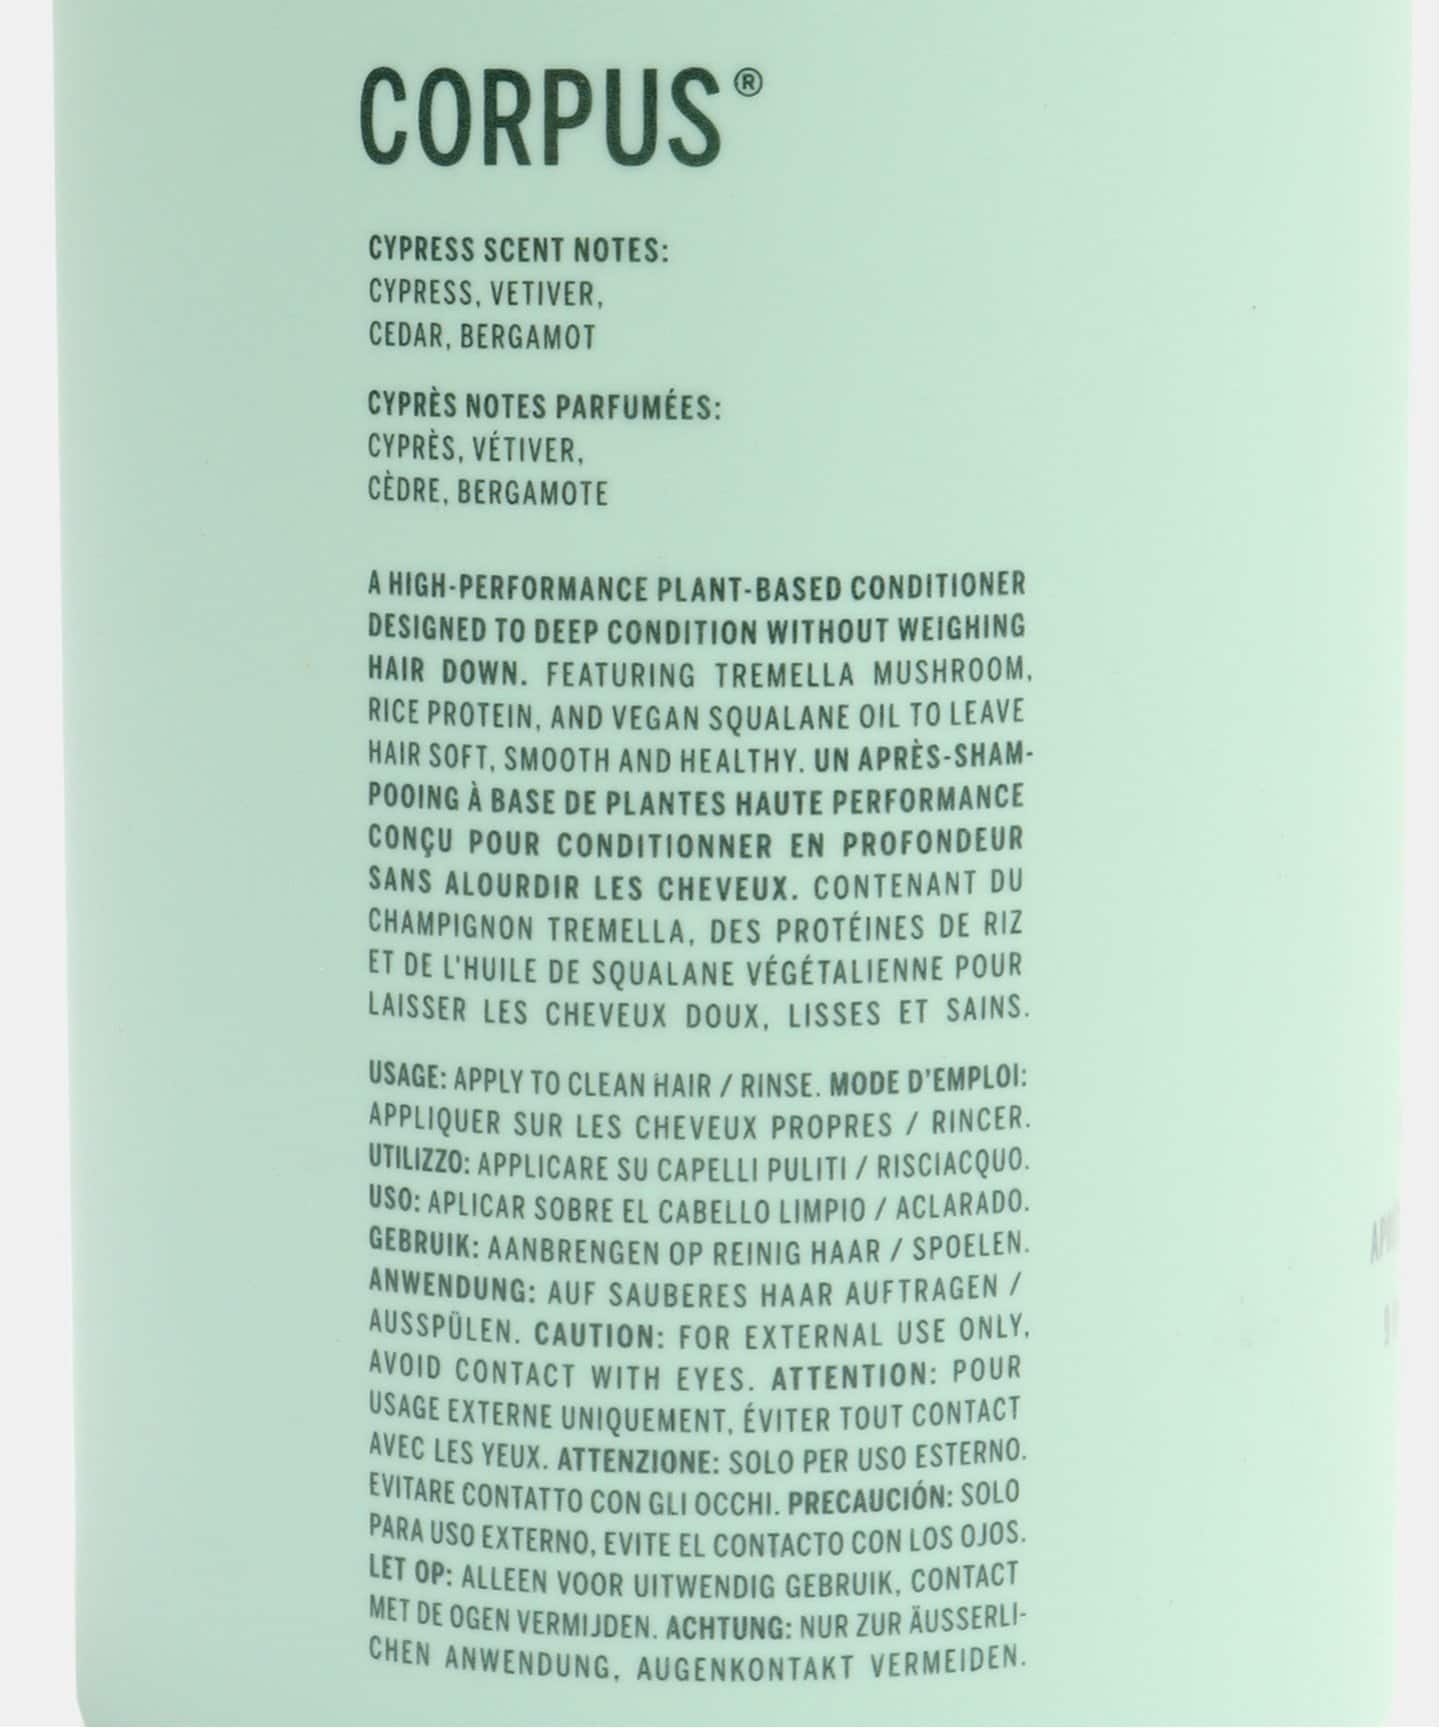 CORPUS®
CYPRESS SCENT NOTES:
CYPRESS, VETIVER,
CEDAR, BERGAMOT
CYPRÈS NOTES PARFUMÉES:
CYPRÈS, VÉTIVER,
CÈDRE, BERGAMOTE
A HIGH-PERFORMANCE PLANT-BASED CONDITIONER
DESIGNED TO DEEP CONDITION WITHOUT WEIGHING
HAIR DOWN. FEATURING TREMELLA MUSHROOM,
RICE PROTEIN, AND VEGAN SQUALANE OIL TO LEAVE
HAIR SOFT, SMOOTH AND HEALTHY. UN APRÈS-SHAM-
POOING À BASE DE PLANTES HAUTE PERFORMANCE
CONÇU POUR CONDITIONNER EN PROFONDEUR
SANS ALOURDIR LES CHEVEUX. CONTENANT DU
CHAMPIGNON TREMELLA, DES PROTÉINES DE RIZ
ET DE L'HUILE DE SQUALANE VÉGÉTALIENNE POUR
LAISSER LES CHEVEUX DOUX, LISSES ET SAINS.
USAGE: APPLY TO CLEAN HAIR / RINSE. MODE D'EMPLOI:
APPLIQUER SUR LES CHEVEUX PROPRES / RINCER.
UTILIZZO: APPLICARE SU CAPELLI PULITI / RISCIACQUO.
USO: APLICAR SOBRE EL CABELLO LIMPIO / ACLARADO.
GEBRUIK: AANBRENGEN OP REINIG HAAR / SPOELEN.
ANWENDUNG: AUF SAUBERES HAAR AUFTRAGEN /
AUSSPÜLEN. CAUTION: FOR EXTERNAL USE ONLY,
AVOID CONTACT WITH EYES. ATTENTION: POUR
USAGE EXTERNE UNIQUEMENT, ÉVITER TOUT CONTACT
AVEC LES YEUX. ATTENZIONE: SOLO PER USO ESTERNO.
EVITARE CONTATTO CON GLI OCCHI. PRECAUCIÓN: SOLO
PARA USO EXTERNO, EVITE EL CONTACTO CON LOS OJOS.
LET OP: ALLEEN VOOR UITWENDIG GEBRUIK, CONTACT
MET DE OGEN VERMIJDEN. ACHTUNG: NUR ZUR ÄUSSERLI-
CHEN ANWENDUNG, AUGENKONTAKT VERMEIDEN.